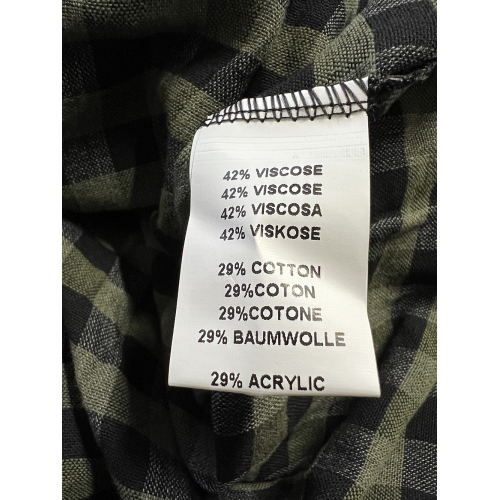 42% VISCOSE
42% VISCOSE
42% VISCOSA
42% VISKOSE
29% COTTON
29%COTON
29%COTONE
29% BAUMWOLLE
29% ACRYLIC